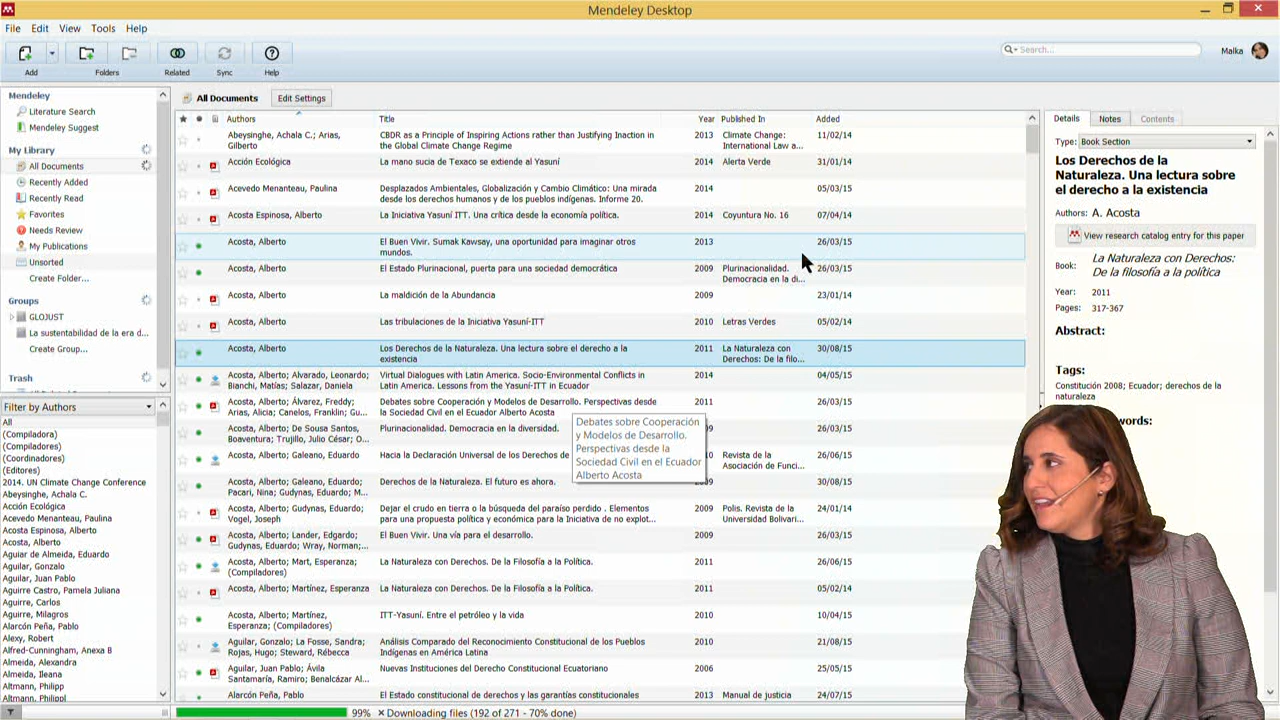 Mendeley Desktop
File Edit View Tools Help
Add Folders Related Sync Help
Search...
Malka
Mendeley
Literature Search
Mendeley Suggest
My Library
All Documents
Recently Added
Recently Read
Favorites
Needs Review
My Publications
Unsorted
Create Folder...
Groups
GLOJUST
La sustentabilidad de la era d...
Create Group...
Trash
Filter by Authors
All
(Compiladora)
(Compiladores)
(Coordinadores)
(Editores)
2014. UN Climate Change Conference
Abeysinghe, Achala C.
Acción Ecológica
Acevedo Menanteau, Paulina
Acosta Espinosa, Alberto
Acosta, Alberto
Aguiar de Almeida, Eduardo
Aguilar, Gonzalo
Aguilar, Juan Pablo
Aguirre Castro, Pamela Juliana
Aguirre, Carlos
Aguirre, Milagros
Alarcón Peña, Pablo
Alexy, Robert
Alfred-Cunningham, Anexa B
Almeida, Alexandra
Almeida, Ileana
Altmann, Philipp
Altmann, Philippl
All Documents Edit Settings
Authors Title Year Published In Added
Abeysinghe, Achala C.; Arias, CBDR as a Principle of Inspiring Actions rather than Justifying Inaction in 2013 Climate Change: 11/02/14
Gilberto the Global Climate Change Regime International Law a...
Acción Ecológica La mano sucia de Texaco se extiende al Yasuní 2014 Alerta Verde 31/01/14
Acevedo Menanteau, Paulina Desplazados Ambientales, Globalización y Cambio Climático: Una mirada 2014 05/03/15
desde los derechos humanos y de los pueblos indígenas. Informe 20.
Acosta Espinosa, Alberto La Iniciativa Yasuní ITT. Una crítica desde la economía política. 2014 Coyuntura No. 16 07/04/14
Acosta, Alberto El Buen Vivir. Sumak Kawsay, una oportunidad para imaginar otros 2013 26/03/15
mundos.
Acosta, Alberto El Estado Plurinacional, puerta para una sociedad democrática 2009 Plurinacionalidad. 26/03/15
Democracia en la di...
Acosta, Alberto La maldición de la Abundancia 2009 23/01/14
Acosta, Alberto Las tribulaciones de la Iniciativa Yasuní-ITT 2010 Letras Verdes 05/02/14
Acosta, Alberto Los Derechos de la Naturaleza. Una lectura sobre el derecho a la 2011 La Naturaleza con 30/08/15
existencia Derechos: De la filo...
Acosta, Alberto; Alvarado, Leonardo; Virtual Dialogues with Latin America. Socio-Environmental Conflicts in 2014 04/05/15
Bianchi, Matías; Salazar, Daniela Latin America. Lessons from the Yasuní-ITT in Ecuador
Acosta, Alberto; Álvarez, Freddy; Debates sobre Cooperación y Modelos de Desarrollo. Perspectivas desde 2011 26/03/15
Arias, Alicia; Canelos, Franklin; Gu... la Sociedad Civil en el Ecuador Alberto Acosta
Acosta, Alberto; De Sousa Santos, Plurinacionalidad. Democracia en la diversidad. 26/03/15
Boaventura; Trujillo, Julio César; O...
Acosta, Alberto; Galeano, Eduardo Hacia la Declaración Universal de los Derechos de Revista de la 26/06/15
Asociación de Funci...
Acosta, Alberto; Galeano, Eduardo; Derechos de la Naturaleza. El futuro es ahora. 30/08/15
Pacari, Nina; Gudynas, Eduardo; M...
Acosta, Alberto; Gudynas, Eduardo; Dejar el crudo en tierra o la búsqueda del paraíso perdido . Elementos 2009 Polis. Revista de la 24/01/14
Vogel, Joseph para una propuesta política y económica para la Iniciativa de no explot... Universidad Bolivari...
Acosta, Alberto; Lander, Edgardo; El Buen Vivir. Una vía para el desarrollo. 2009 26/03/15
Gudynas, Eduardo; Wray, Norman;...
Acosta, Alberto; Mart, Esperanza; La Naturaleza con Derechos. De la Filosofía a la Política. 2011 26/06/15
(Compiladores)
Acosta, Alberto; Martínez, Esperanza La Naturaleza con Derechos. De la Filosofía a la Política. 2011 05/02/14
Acosta, Alberto; Martínez, ITT-Yasuní. Entre el petróleo y la vida 2010 10/04/15
Esperanza; (Compiladores)
Aguilar, Gonzalo; La Fosse, Sandra; Análisis Comparado del Reconocimiento Constitucional de los Pueblos 2010 21/08/15
Rojas, Hugo; Steward, Rébecca Indígenas en América Latina
Aguilar, Juan Pablo; Ávila Nuevas Instituciones del Derecho Constitucional Ecuatoriano 2006 25/05/15
Santamaría, Ramiro; Benalcázar Al...
Alarcón Peña, Pablo El Estado constitucional de derechos y las garantías constitucionales 2013 Manual de justicia 24/07/15
Debates sobre Cooperación
y Modelos de Desarrollo.
Perspectivas desde la
Sociedad Civil en el Ecuador
Alberto Acosta
Details Notes Contents
Type: Book Section
Los Derechos de la
Naturaleza. Una lectura sobre
el derecho a la existencia
Authors: A. Acosta
View research catalog entry for this paper
Book: La Naturaleza con Derechos:
De la filosofía a la política
Year: 2011
Pages: 317-367
Abstract:
Tags:
Constitución 2008; Ecuador; derechos de la
naturaleza
words:
99% Downloading files (192 of 271 - 70% done)